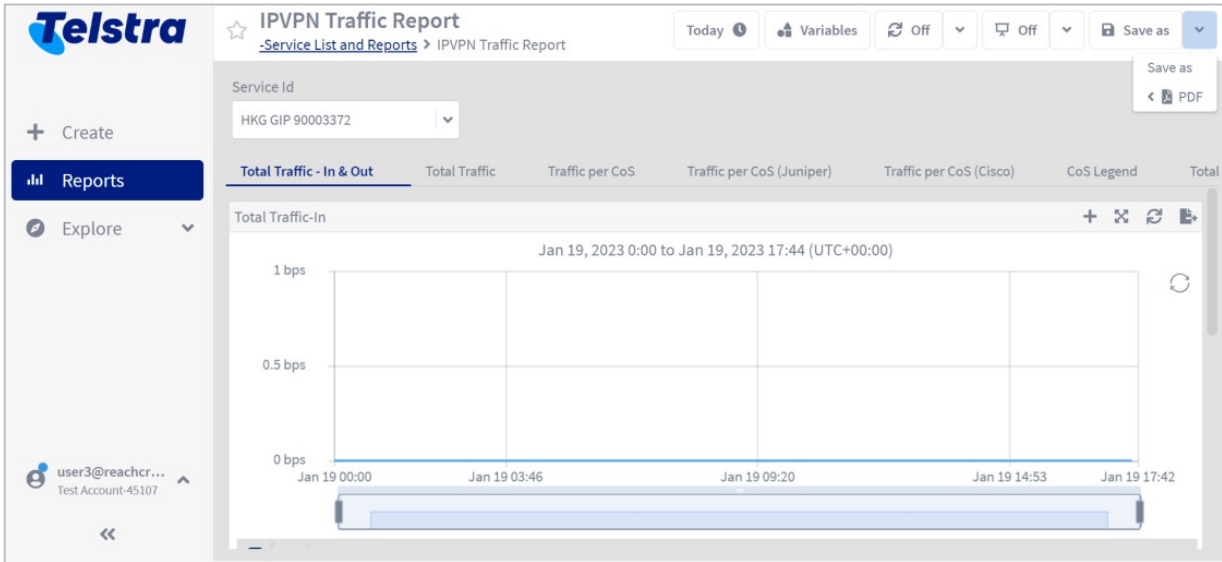 Telstra
IPVPN Traffic Report
-Service List and Reports > IPVPN Traffic Report
Today
Variables
Off
Off
Save as
Save as
< PDF
Service Id
HKG GIP 90003372
+ Create
Reports
Explore
Total Traffic - In & Out
Total Traffic
Traffic per CoS
Traffic per CoS (Juniper)
Traffic per CoS (Cisco)
CoS Legend
Total
Total Traffic-In
Jan 19, 2023 0:00 to Jan 19, 2023 17:44 (UTC+00:00)
1 bps
0.5 bps
0 bps
Jan 19 00:00
Jan 19 03:46
Jan 19 09:20
Jan 19 14:53
Jan 19 17:42
user3@reachcr...
Test Account-45107